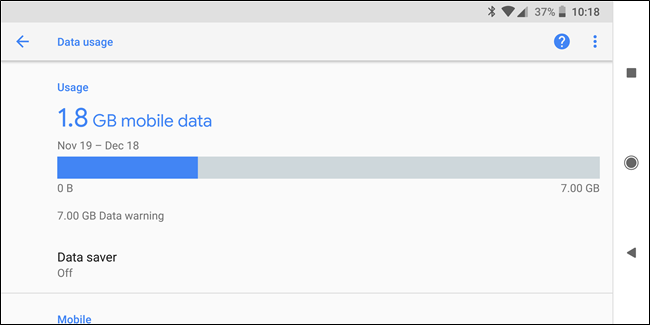 37% 10:18
Data usage
Usage
1.8 GB mobile data
Nov 19 – Dec 18
0 B 7.00 GB
7.00 GB Data warning
Data saver
Off
Mobile